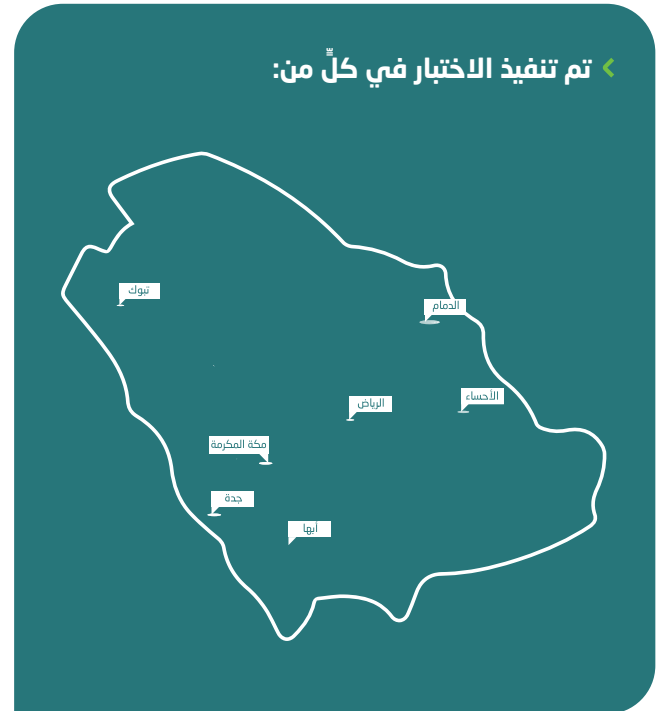 تم تنفيذ الاختبار في كلٍّ من:
تبوك
الدمام
الأحساء
الرياض
مكة المكرمة
جدة
أبها